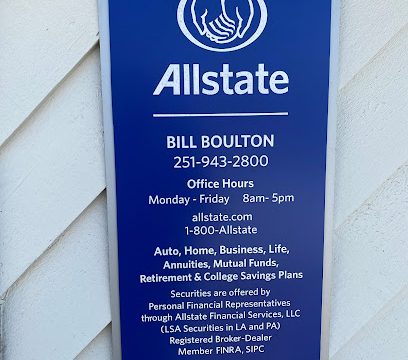 Allstate
BILL BOULTON
251-943-2800
Office Hours
Monday - Friday 8am- 5pm
allstate.com
1-800-Allstate
Auto, Home, Business, Life,
Annuities, Mutual Funds,
Retirement & College Savings Plans
Securities are offered by
Personal Financial Representatives
through Allstate Financial Services, LLC
(LSA Securities in LA and PA)
Registered Broker-Dealer
Member FINRA, SIPC